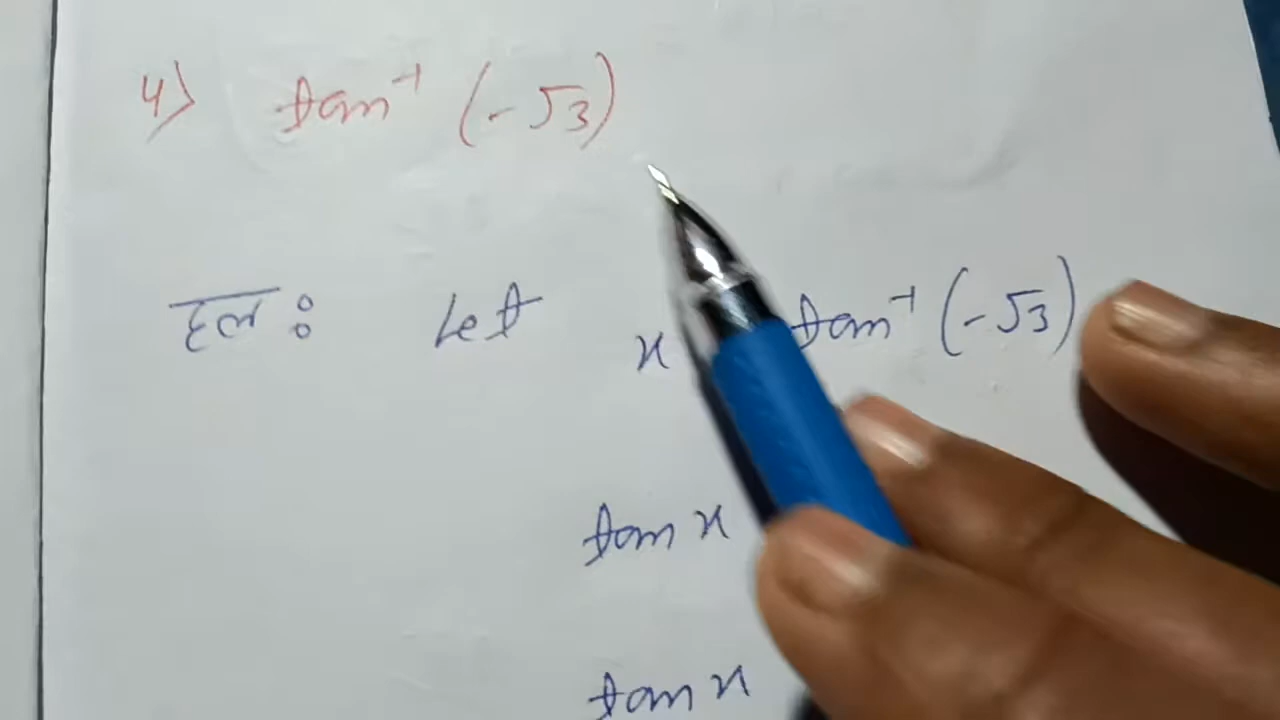 4) tan⁻¹ (-√3)
हल : Let x tan⁻¹ (-√3)
tan x
tan x